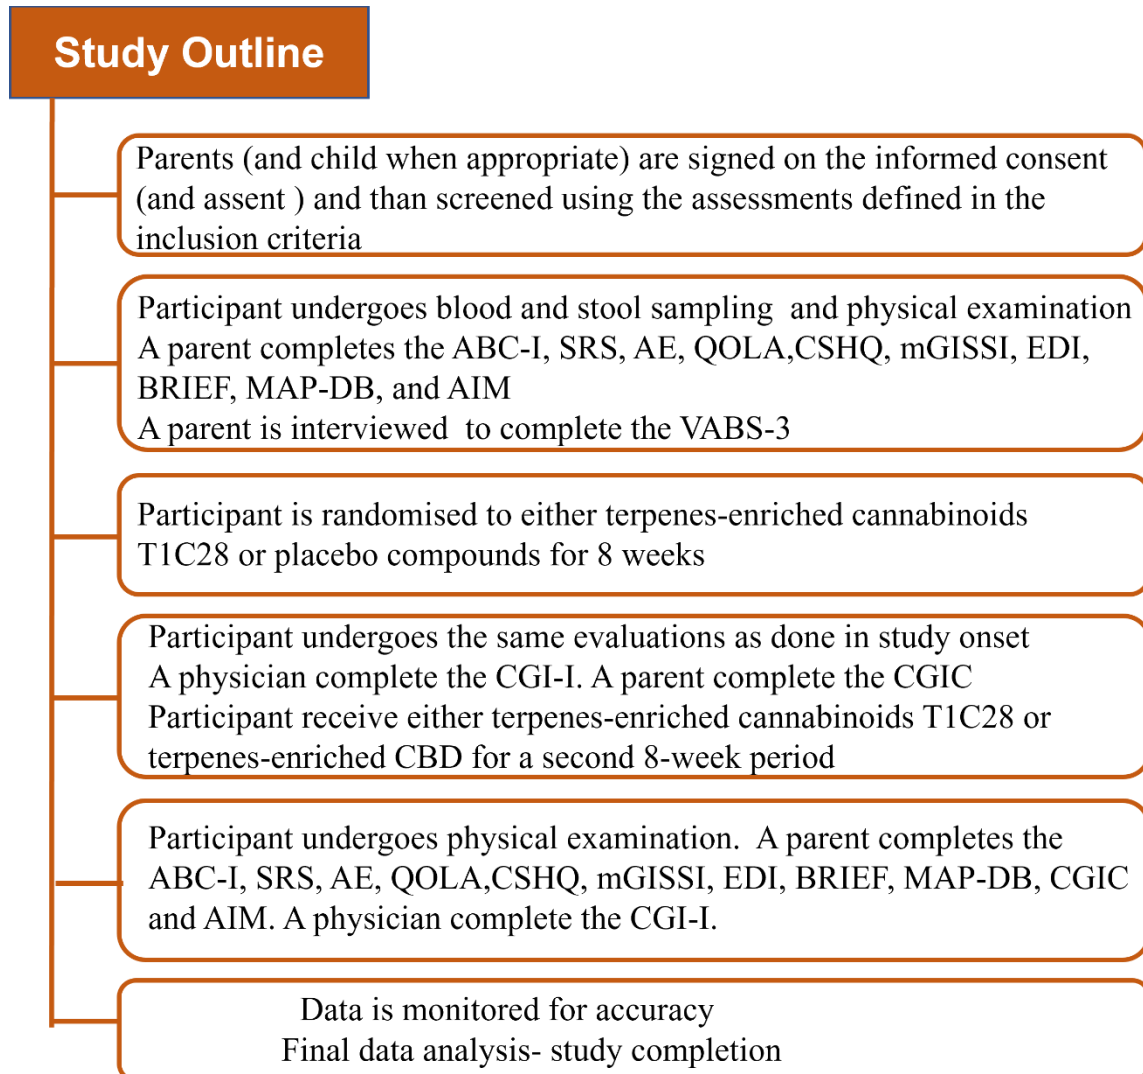 Study Outline
Parents (and child when appropriate) are signed on the informed consent
(and assent ) and than screened using the assessments defined in the
inclusion criteria
Participant undergoes blood and stool sampling  and physical examination
A parent completes the ABC-I, SRS, AE, QOLA,CSHQ, mGISSI, EDI,
BRIEF, MAP-DB, and AIM
A parent is interviewed  to complete the VABS-3
Participant is randomised to either terpenes-enriched cannabinoids
T1C28 or placebo compounds for 8 weeks
Participant undergoes the same evaluations as done in study onset
A physician complete the CGI-I. A parent complete the CGIC
Participant receive either terpenes-enriched cannabinoids T1C28 or
terpenes-enriched CBD for a second 8-week period
Participant undergoes physical examination.  A parent completes the
ABC-I, SRS, AE, QOLA,CSHQ, mGISSI, EDI, BRIEF, MAP-DB, CGIC
and AIM. A physician complete the CGI-I.
Data is monitored for accuracy
Final data analysis- study completion